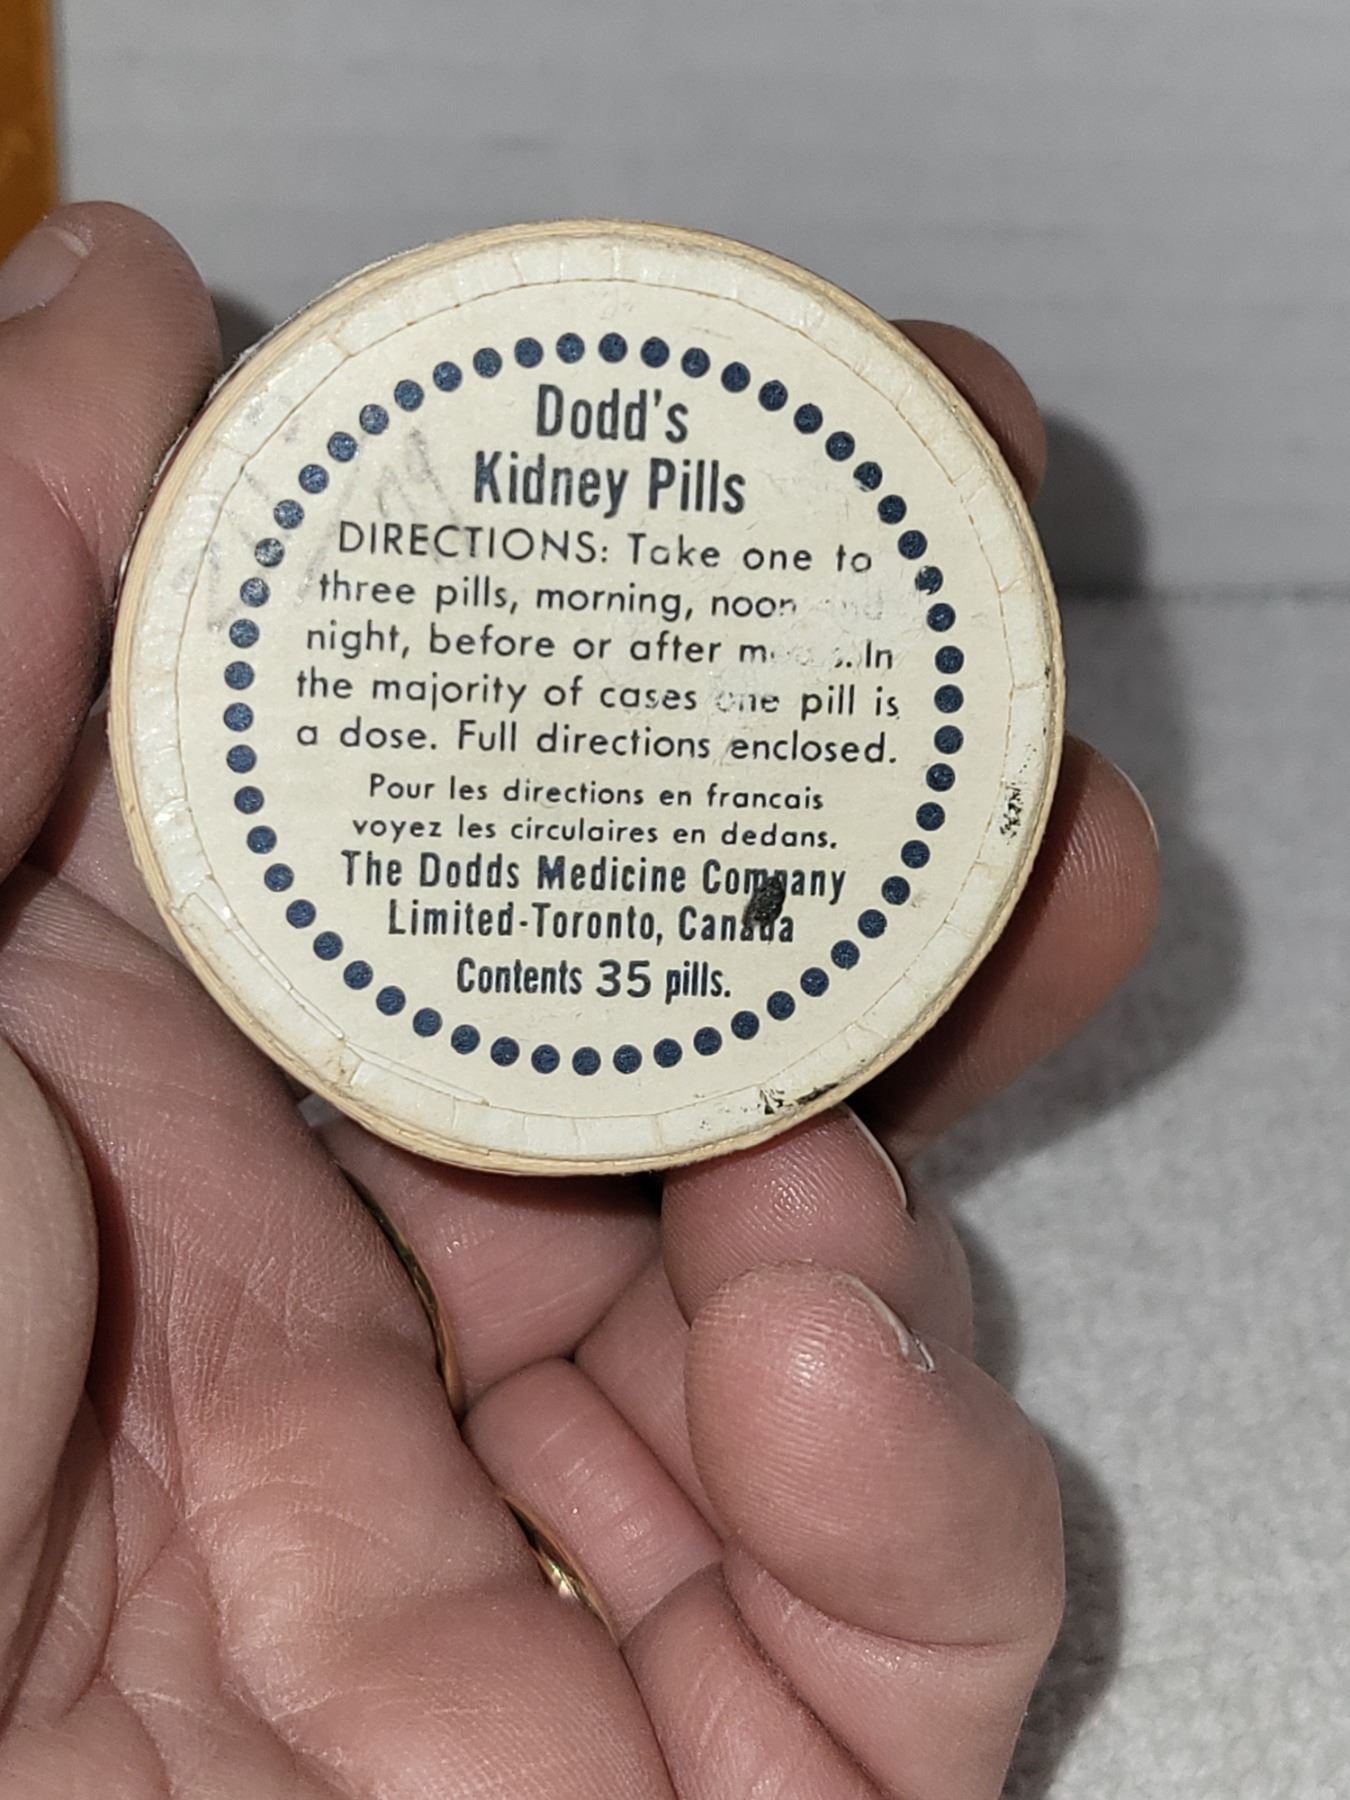 Dodd's
Kidney Pills
DIRECTIONS: Take one to
three pills, morning, noon and
night, before or after In
the majority of cases one pill is
a dose. Full directions enclosed.
Pour les directions en francais
voyez les circulaires en dedans.
The Dodds Medicine Company
Limited-Toronto, Canada
Contents 35 pills.